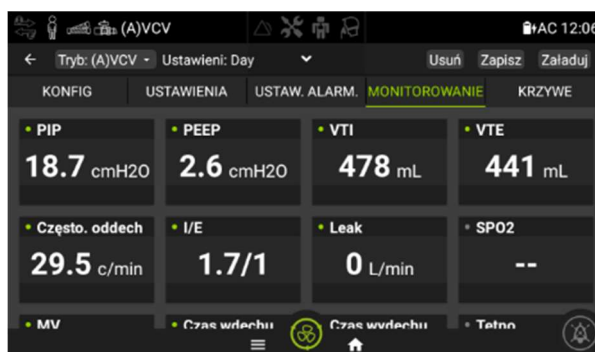 (A)VCV AC 12:06
Tryb: (A)VCV Ustawieni: Day Usuń Zapisz Załaduj
KONFIG USTAWIENIA USTAW. ALARM. MONITOROWANIE KRZYWE
PIP PEEP VTI VTE
18.7 cmH2O 2.6 cmH2O 478 mL 441 mL
Często. oddech I/E Leak SPO2
29.5 c/min 1.7/1 0 L/min --
MV Czas wdechu Czas wydechu Tętno